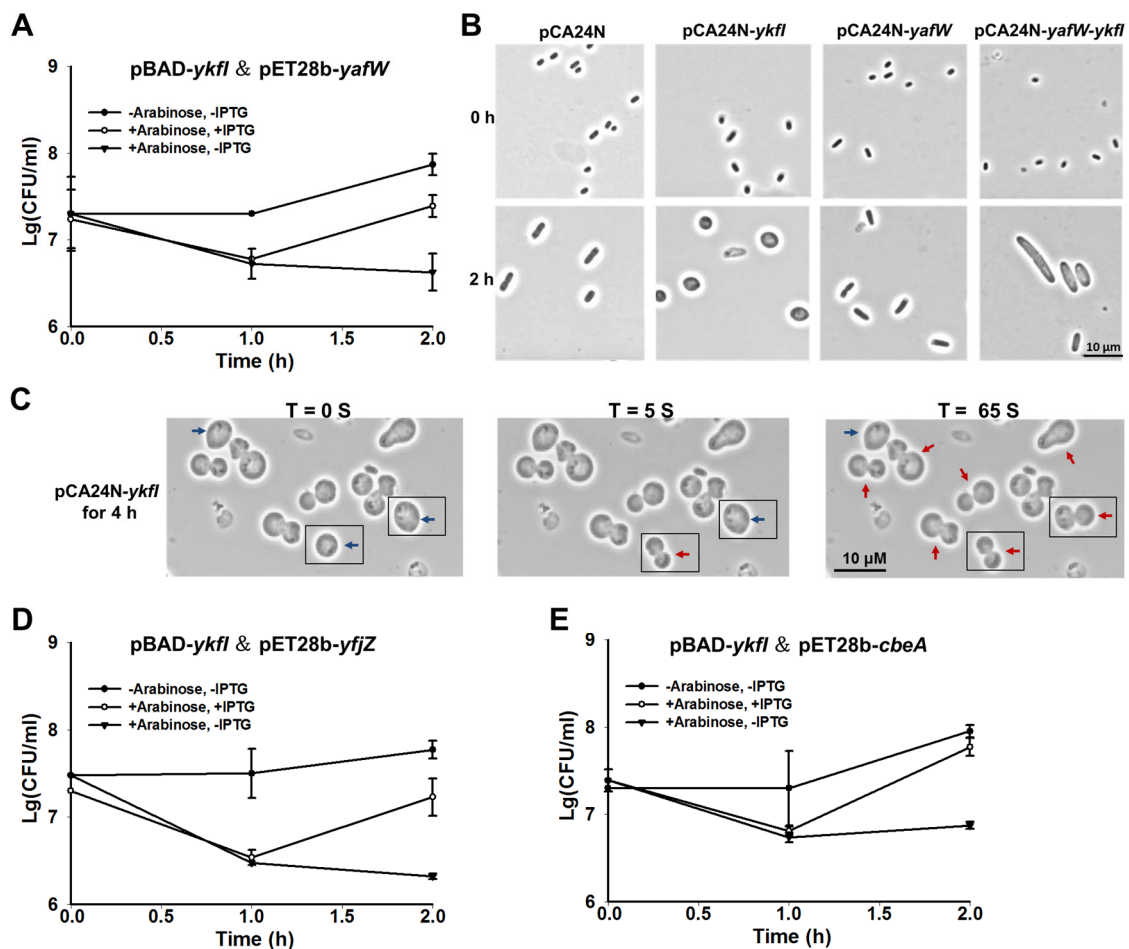 A
pBAD-ykfI & pET28b-yafW
-Arabinose, -IPTG
+Arabinose, +IPTG
+Arabinose, -IPTG
Lg(CFU/ml)
9
8
7
6
0.0 0.5 1.0 1.5 2.0
Time (h)
B
pCA24N pCA24N-ykfI pCA24N-yafW pCA24N-yafW-ykfI
0 h
2 h
10 µm
C
T = 0 S T = 5 S T = 65 S
pCA24N-ykfI
for 4 h
10 µM
D
pBAD-ykfI & pET28b-yfjZ
-Arabinose, -IPTG
+Arabinose, +IPTG
+Arabinose, -IPTG
Lg(CFU/ml)
9
8
7
6
0.0 0.5 1.0 1.5 2.0
Time (h)
E
pBAD-ykfI & pET28b-cbeA
-Arabinose, -IPTG
+Arabinose, +IPTG
+Arabinose, -IPTG
Lg(CFU/ml)
9
8
7
6
0.0 0.5 1.0 1.5 2.0
Time (h)